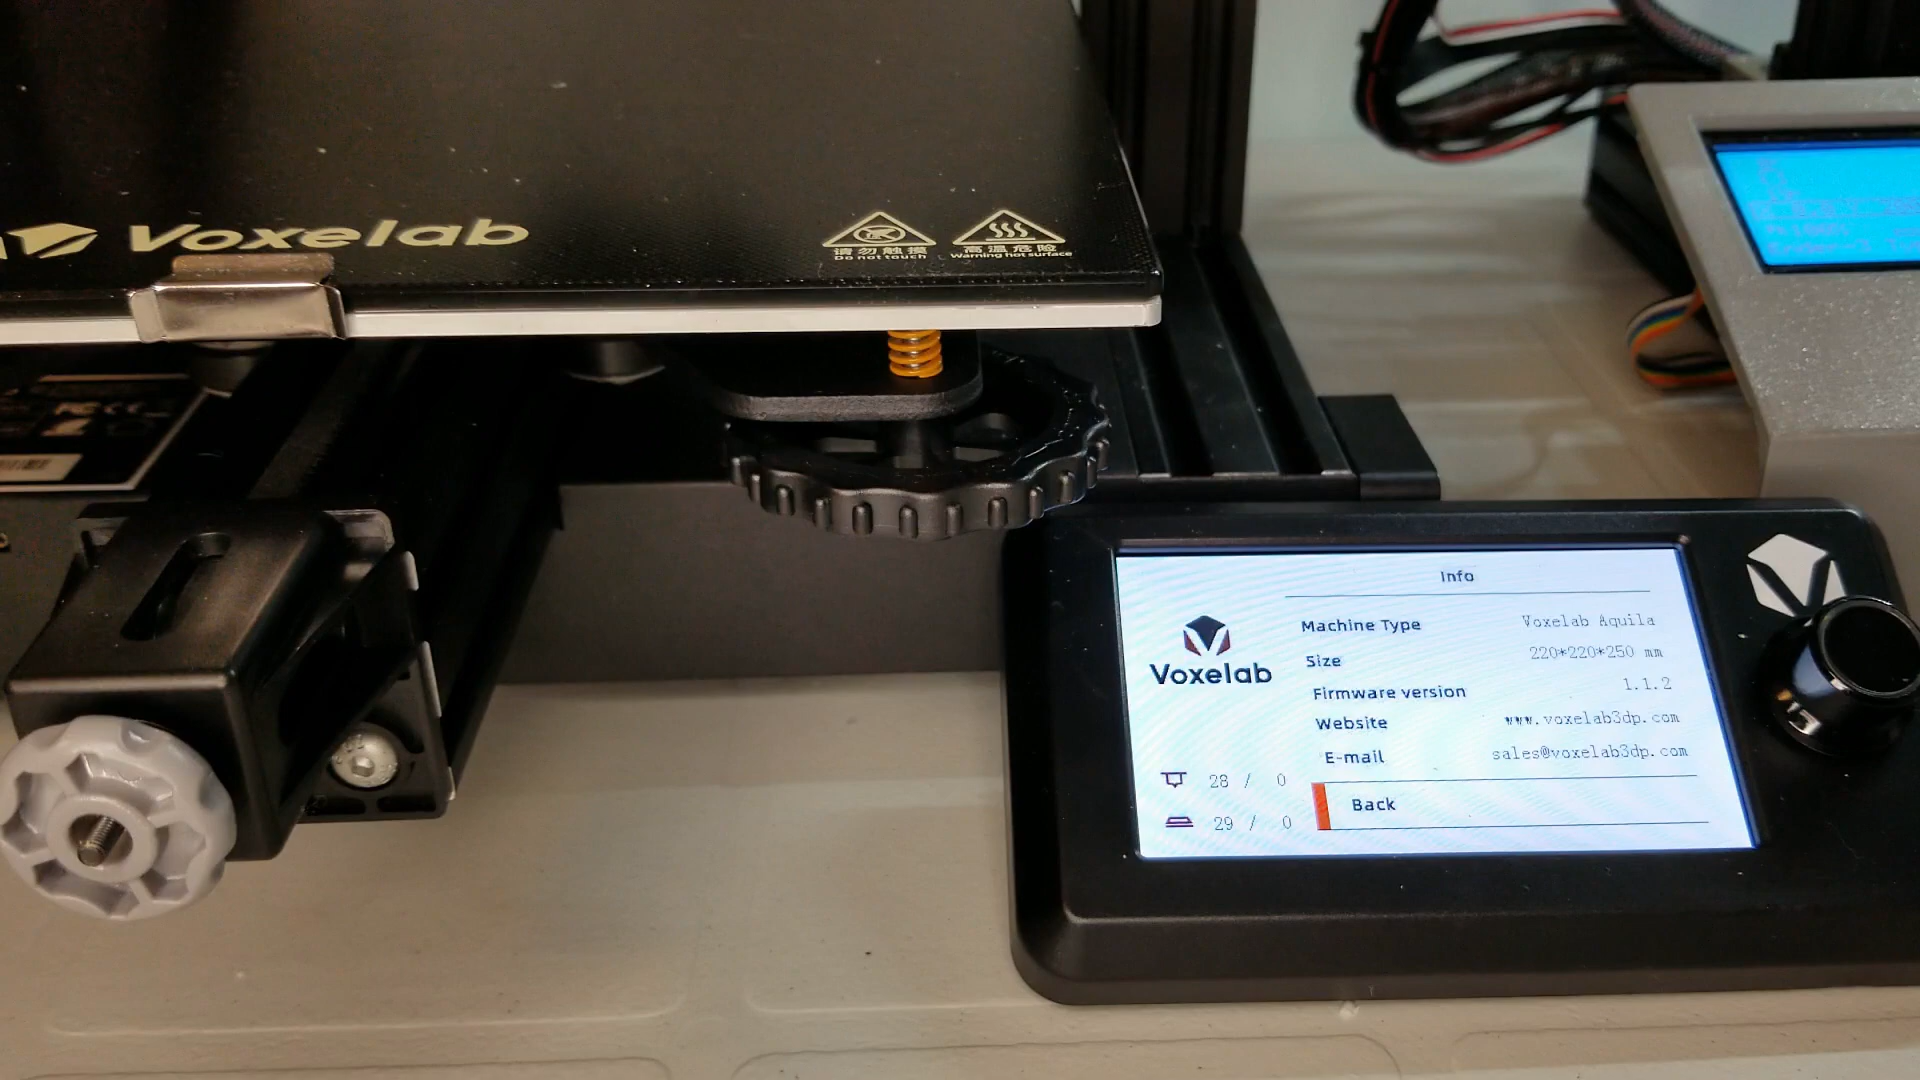 Voxelab
请勿触摸
Do not touch
高温危险
Warning hot surface
Info
Voxelab
Machine Type Voxelab Aquila
Size 220*220*250 mm
Firmware version 1.1.2
Website www.voxelab3dp.com
E-mail sales@voxelab3dp.com
28 / 0
Back
29 / 0